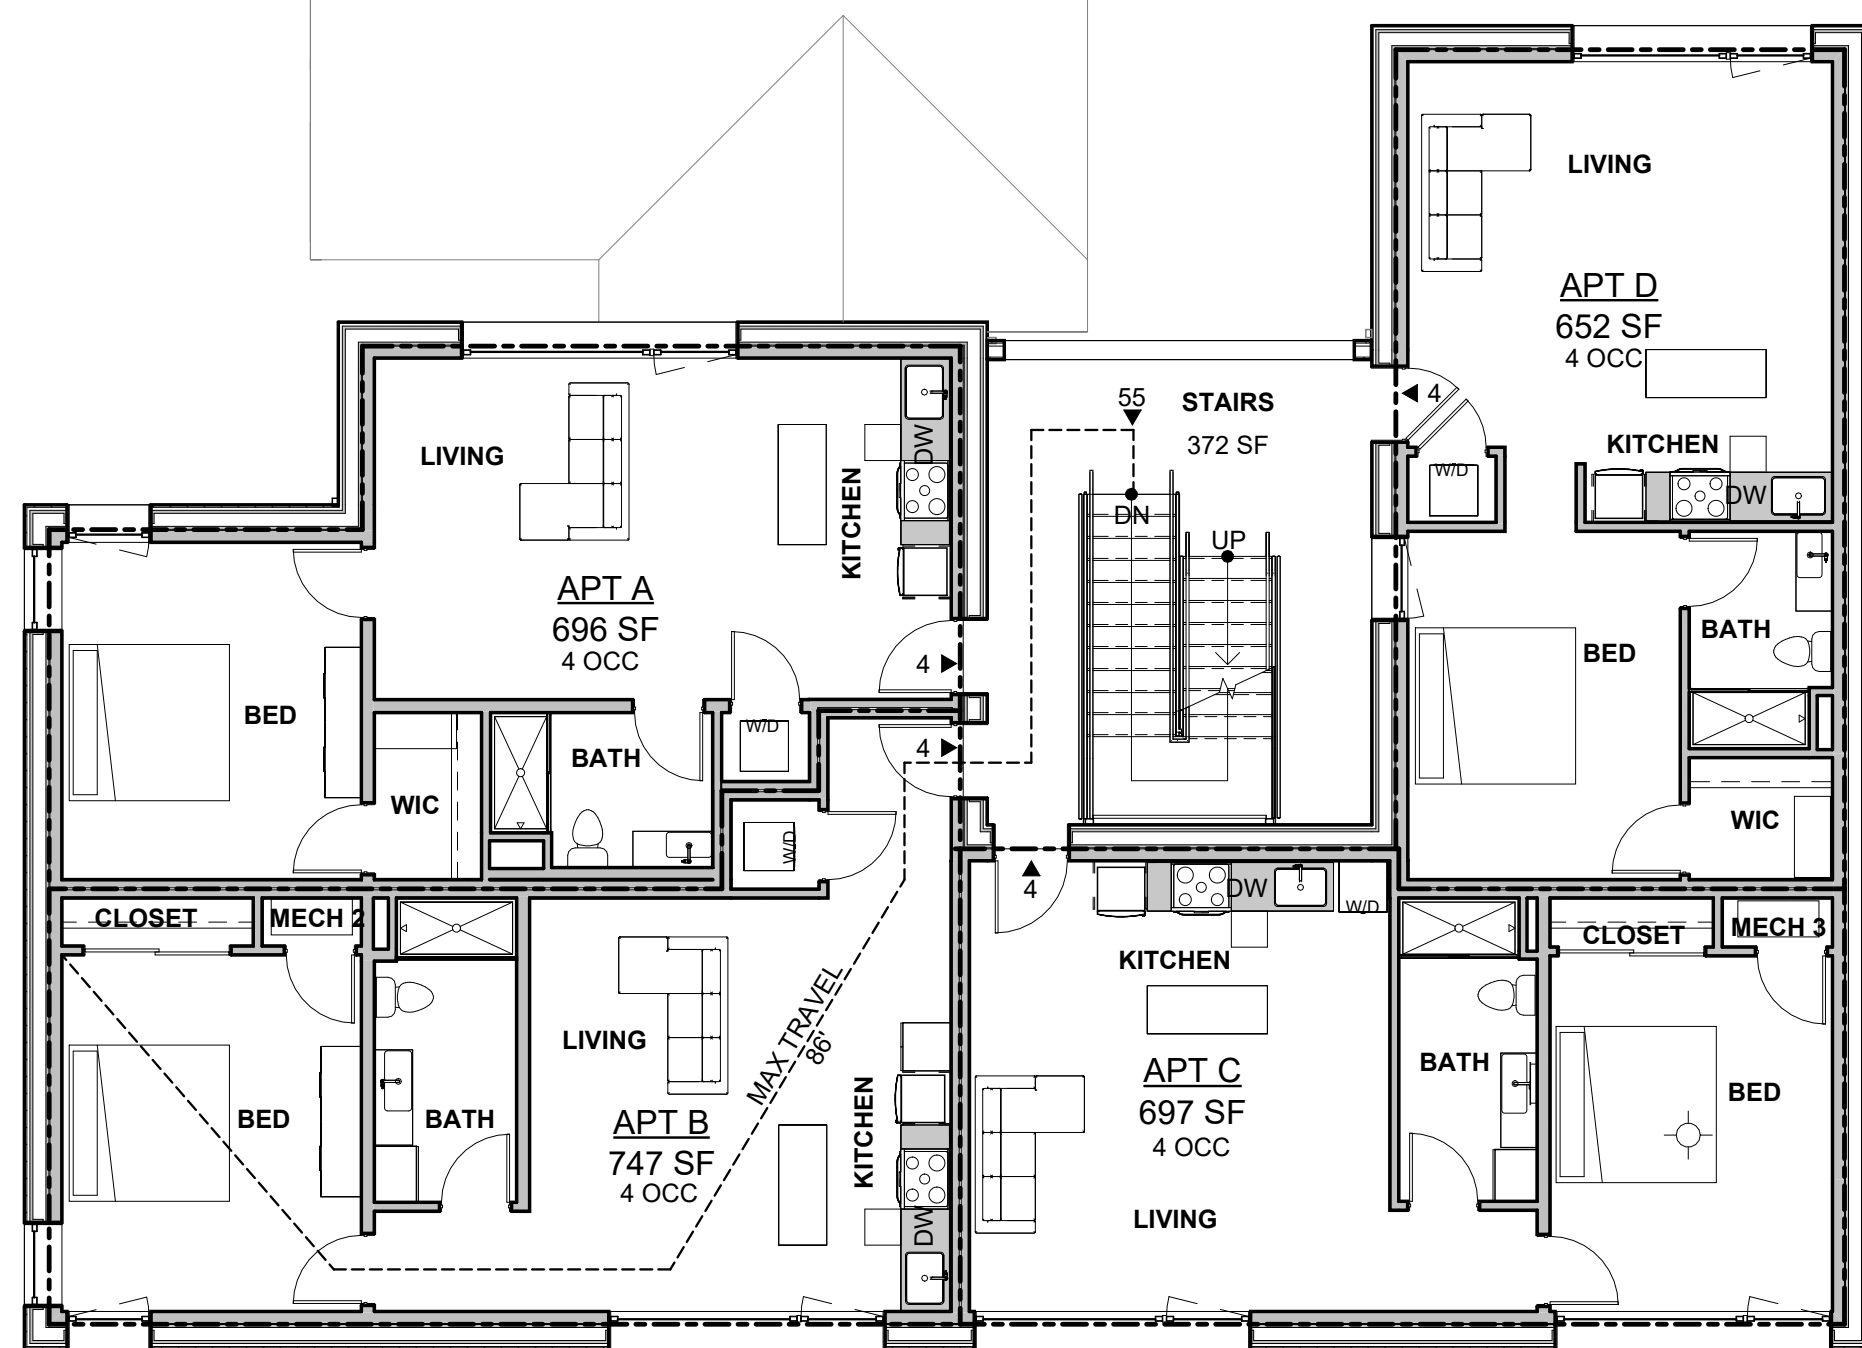 LIVING
APT D
652 SF
4 OCC
4
KITCHEN
W/D
DW
BED
BATH
WIC
55
STAIRS
372 SF
DN
UP
LIVING
DW
KITCHEN
APT A
696 SF
4 OCC
4
BED
WIC
BATH
W/D
4
W/D
CLOSET
MECH 2
LIVING
MAX TRAVEL
86'
BED
BATH
APT B
747 SF
4 OCC
KITCHEN
DW
4
DW
W/D
KITCHEN
APT C
697 SF
4 OCC
LIVING
BATH
CLOSET
MECH 3
BED